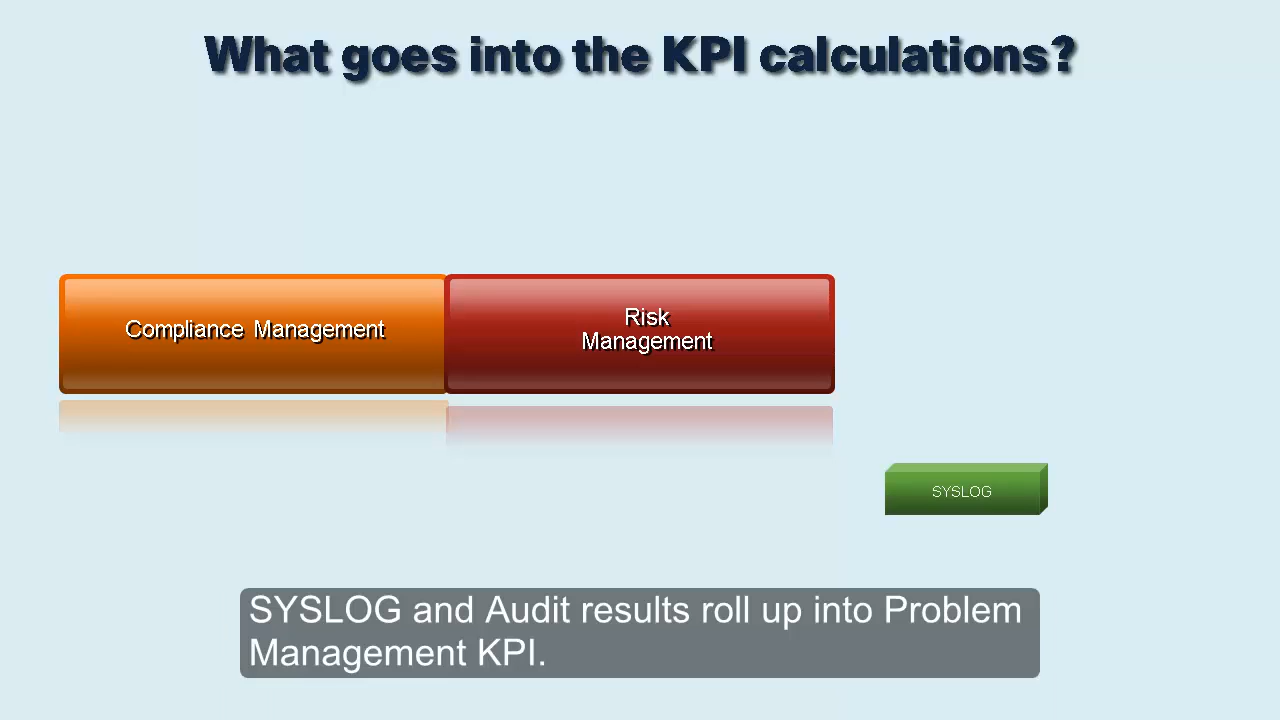 What goes into the KPI calculations?
Compliance Management
Risk
Management
SYSLOG
SYSLOG and Audit results roll up into Problem
Management KPI.